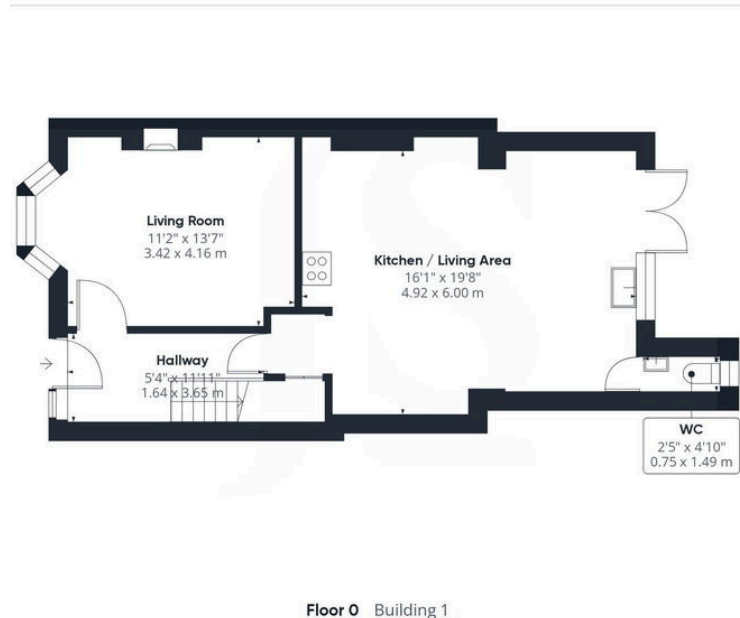 Living Room
11'2" x 13'7"
3.42 x 4.16 m
Kitchen / Living Area
16'1" x 19'8"
4.92 x 6.00 m
Hallway
5'4" x 11'11"
1.64 x 3.65 m
WC
2'5" x 4'10"
0.75 x 1.49 m
Floor 0 Building 1
JS